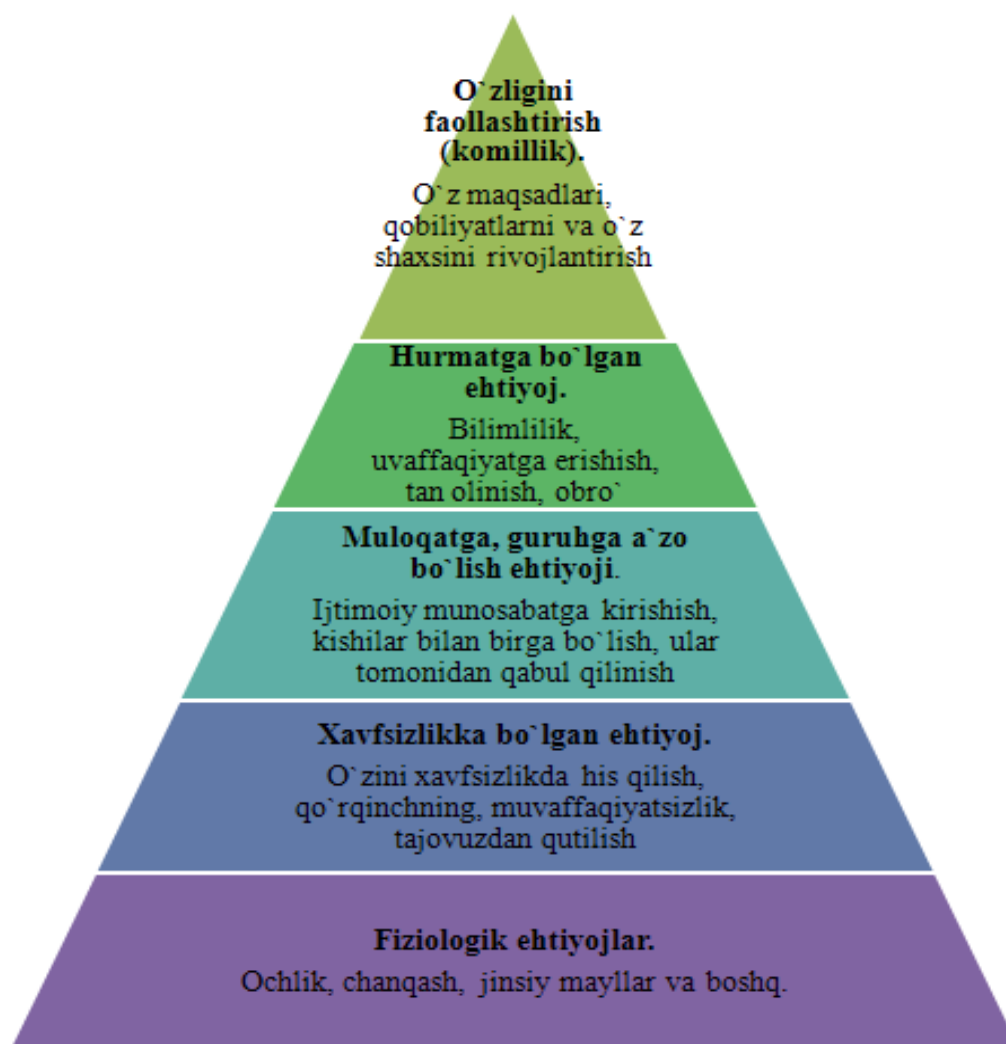 O`zligini
faollashtirish
(komillik).
O`z maqsadlari,
qobiliyatlarni va o`z
shaxsini rivojlantirish
Hurmatga bo`lgan
ehtiyoj.
Bilimlilik,
uvaffaqiyatga erishish,
tan olinish, obro`
Muloqatga, guruhga a`zo
bo`lish ehtiyoji.
Ijtimoiy munosabatga kirishish,
kishilar bilan birga bo`lish, ular
tomonidan qabul qilinish
Xavfsizlikka bo`lgan ehtiyoj.
O`zini xavfsizlikda his qilish,
qo`rqinchning, muvaffaqiyatsizlik,
tajovuzdan qutilish
Fiziologik ehtiyojlar.
Ochlik, chanqash, jinsiy mayllar va boshq.